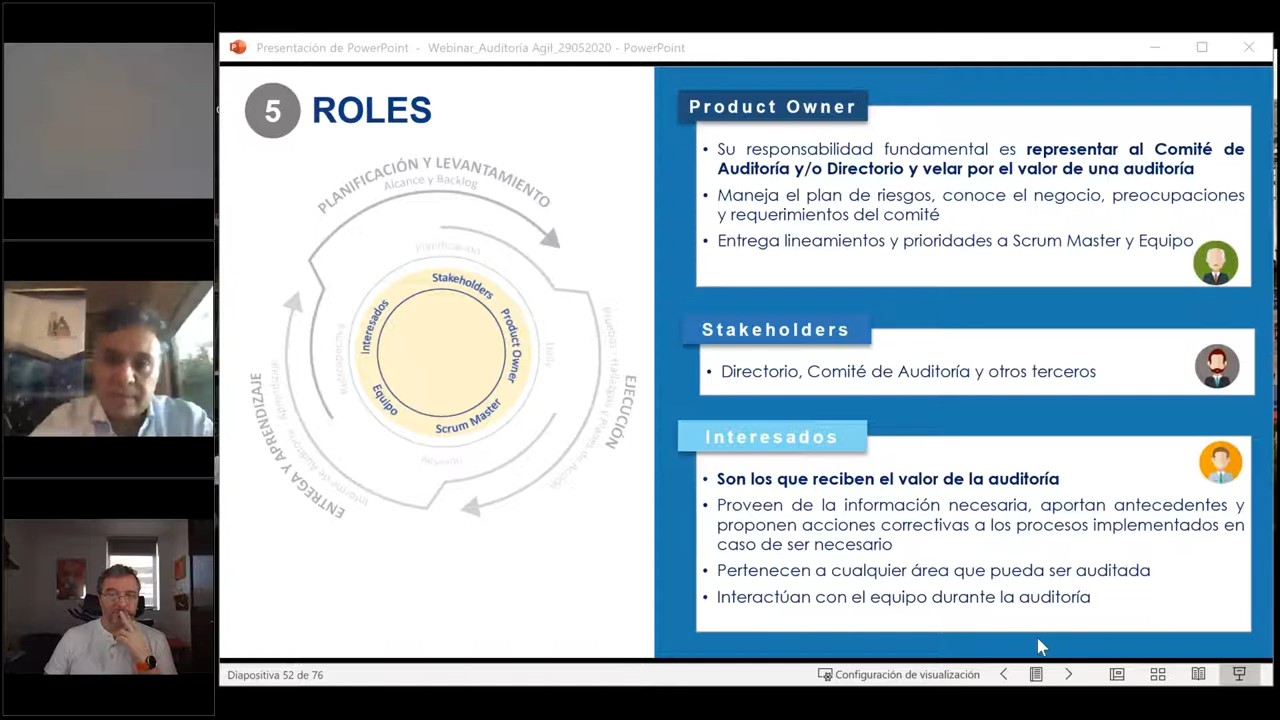 Presentación de PowerPoint - Webinar_Auditoría Agil_29052020 - PowerPoint
5 ROLES
PLANIFICACIÓN Y LEVANTAMIENTO
Alcance y Backlog
Planificando
Stakeholders
Product Owner
Scrum Master
Equipo
Interesados
Daily
EJECUCIÓN
ENTREGA Y APRENDIZAJE
Product Owner
• Su responsabilidad fundamental es representar al Comité de
Auditoría y/o Directorio y velar por el valor de una auditoría
• Maneja el plan de riesgos, conoce el negocio, preocupaciones
y requerimientos del comité
• Entrega lineamientos y prioridades a Scrum Master y Equipo
Stakeholders
• Directorio, Comité de Auditoría y otros terceros
Interesados
• Son los que reciben el valor de la auditoría
• Proveen de la información necesaria, aportan antecedentes y
proponen acciones correctivas a los procesos implementados en
caso de ser necesario
• Pertenecen a cualquier área que pueda ser auditada
• Interactúan con el equipo durante la auditoría
Diapositiva 52 de 76
Configuración de visualización